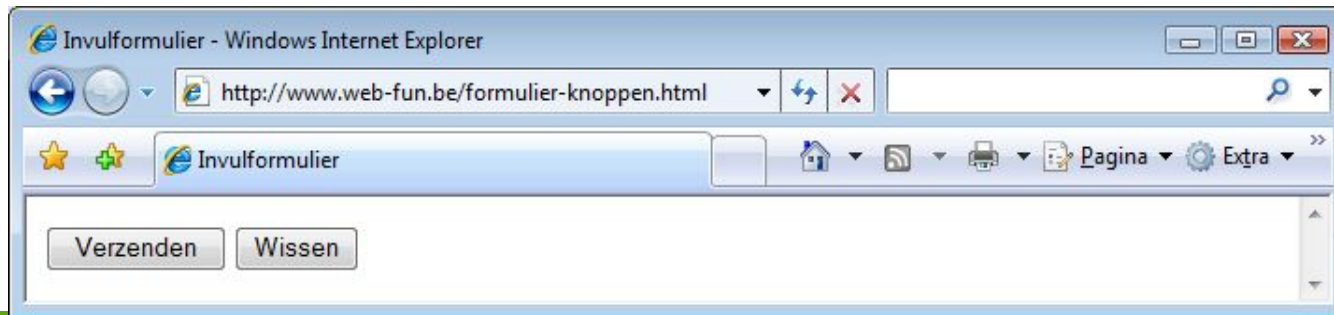 Invulformulier - Windows Internet Explorer
http://www.web-fun.be/formulier-knoppen.html
Invulformulier
Pagina
Extra
Verzenden
Wissen